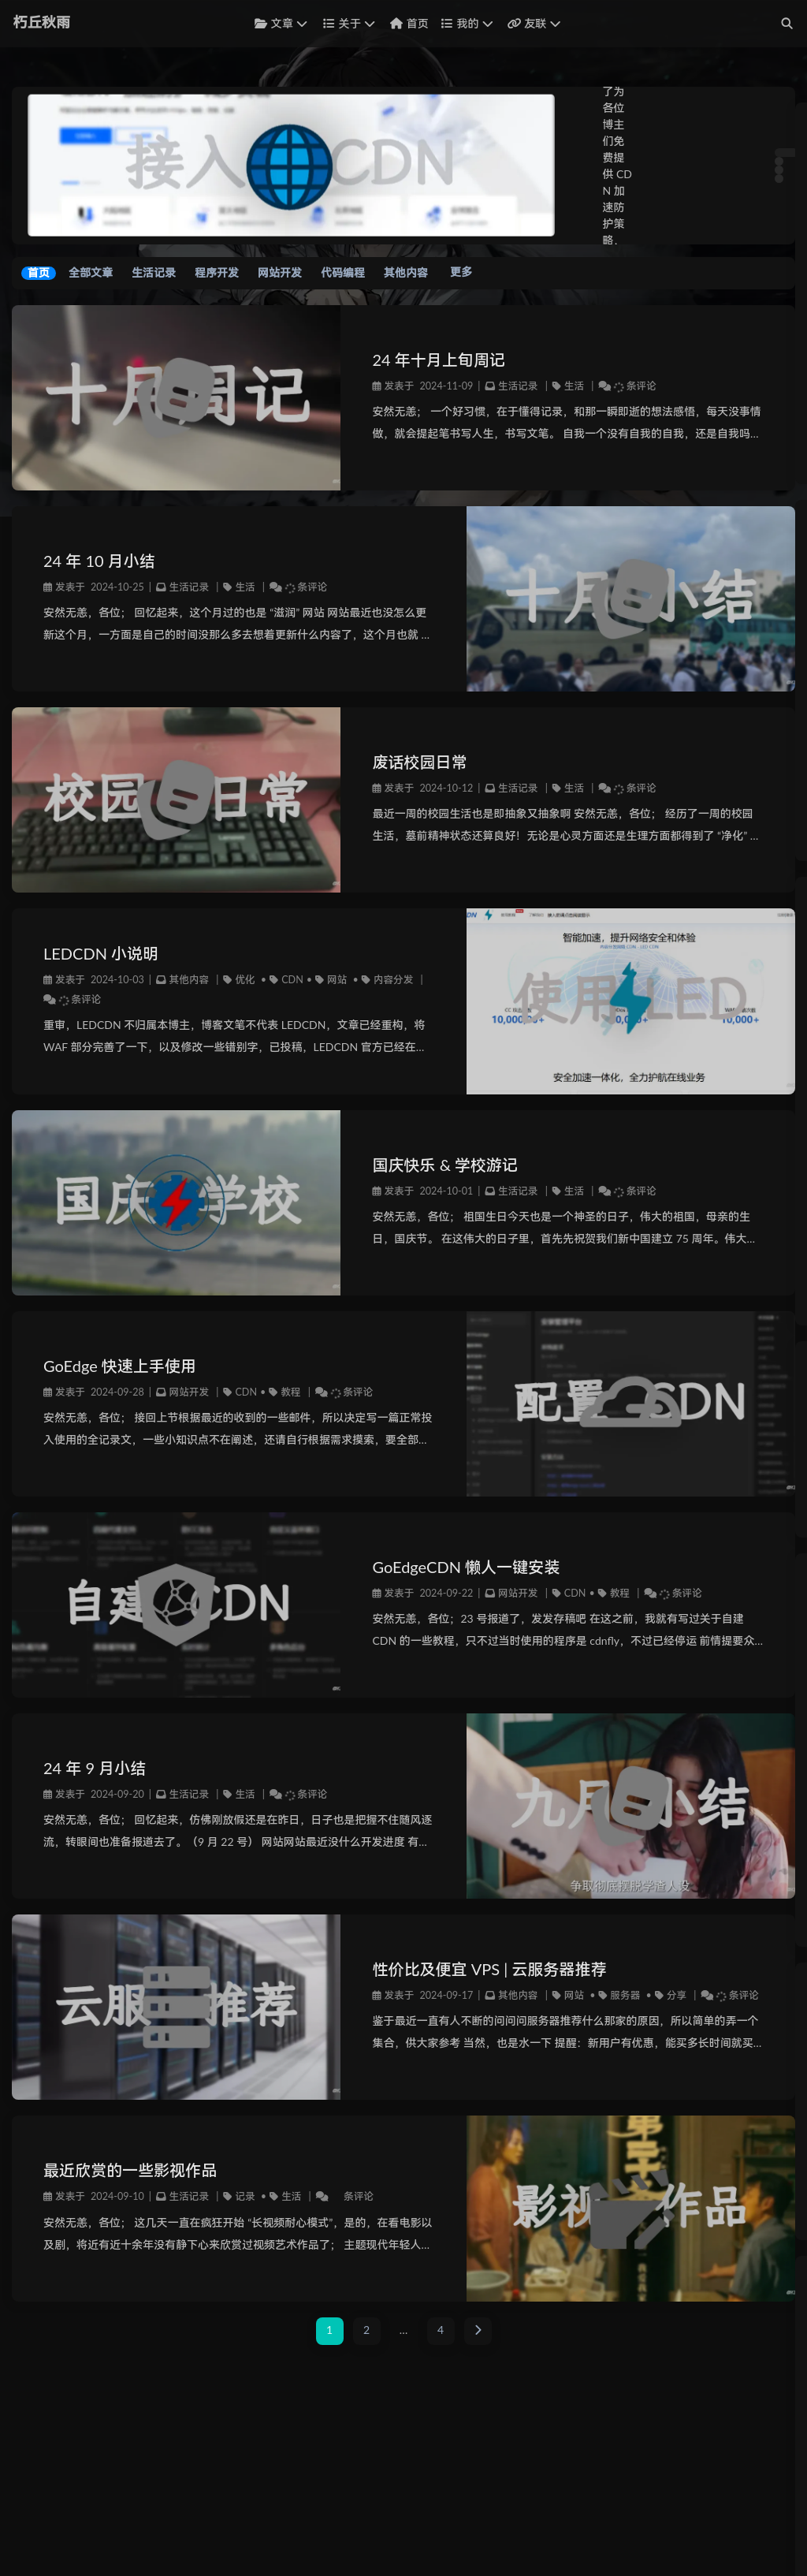 朽丘秋雨
文章 关于 首页 我的 友联
接入 CDN
了为
各位
博主
们免
费提
供 CD
N 加
速防
护策
略，
首页 全部文章 生活记录 程序开发 网站开发 代码编程 其他内容 更多
十月周记
24 年十月上旬周记
发表于 2024-11-09 | 生活记录 | 生活 | 条评论
安然无恙； 一个好习惯，在于懂得记录，和那一瞬即逝的想法感悟，每天没事情
做，就会提起笔书写人生，书写文笔。 自我一个没有自我的自我，还是自我吗...
24 年 10 月小结
发表于 2024-10-25 | 生活记录 | 生活 | 条评论
安然无恙，各位； 回忆起来，这个月过的也是 “滋润” 网站 网站最近也没怎么更
新这个月，一方面是自己的时间没那么多去想着更新什么内容了，这个月也就 ...
十月小结
校园日常
废话校园日常
发表于 2024-10-12 | 生活记录 | 生活 | 条评论
最近一周的校园生活也是即抽象又抽象啊 安然无恙，各位； 经历了一周的校园
生活，墓前精神状态还算良好！无论是心灵方面还是生理方面都得到了 “净化” ...
LEDCDN 小说明
发表于 2024-10-03 | 其他内容 | 优化 • CDN • 网站 • 内容分发 |
条评论
重审，LEDCDN 不归属本博主，博客文笔不代表 LEDCDN，文章已经重构，将
WAF 部分完善了一下，以及修改一些错别字，已投稿，LEDCDN 官方已经在...
智能加速，提升网络安全和体验
使用 LED
10,000+
安全加速一体化，全力护航在线业务
国庆学校
国庆快乐 & 学校游记
发表于 2024-10-01 | 生活记录 | 生活 | 条评论
安然无恙，各位； 祖国生日今天也是一个神圣的日子，伟大的祖国，母亲的生
日，国庆节。 在这伟大的日子里，首先先祝贺我们新中国建立 75 周年。伟大...
GoEdge 快速上手使用
发表于 2024-09-28 | 网站开发 | CDN • 教程 | 条评论
安然无恙，各位； 接回上节根据最近的收到的一些邮件，所以决定写一篇正常投
入使用的全记录文，一些小知识点不在阐述，还请自行根据需求摸索，要全部...
配置 CDN
自建 CDN
GoEdgeCDN 懒人一键安装
发表于 2024-09-22 | 网站开发 | CDN • 教程 | 条评论
安然无恙，各位；23 号报道了，发发存稿吧 在这之前，我就有写过关于自建
CDN 的一些教程，只不过当时使用的程序是 cdnfly，不过已经停运 前情提要众...
24 年 9 月小结
发表于 2024-09-20 | 生活记录 | 生活 | 条评论
安然无恙，各位； 回忆起来，仿佛刚放假还是在昨日，日子也是把握不住随风逐
流，转眼间也准备报道去了。（9 月 22 号） 网站网站最近没什么开发进度 有...
九月小结
争取彻底摆脱学渣人设
云服推荐
性价比及便宜 VPS | 云服务器推荐
发表于 2024-09-17 | 其他内容 | 网站 • 服务器 • 分享 | 条评论
鉴于最近一直有人不断的问问问服务器推荐什么那家的原因，所以简单的弄一个
集合，供大家参考 当然，也是水一下 提醒：新用户有优惠，能买多长时间就买...
最近欣赏的一些影视作品
发表于 2024-09-10 | 生活记录 | 记录 • 生活 | 条评论
安然无恙，各位； 这几天一直在疯狂开始 “长视频耐心模式”，是的，在看电影以
及剧，将近有近十余年没有静下心来欣赏过视频艺术作品了； 主题现代年轻人...
影视作品
1 2 ... 4